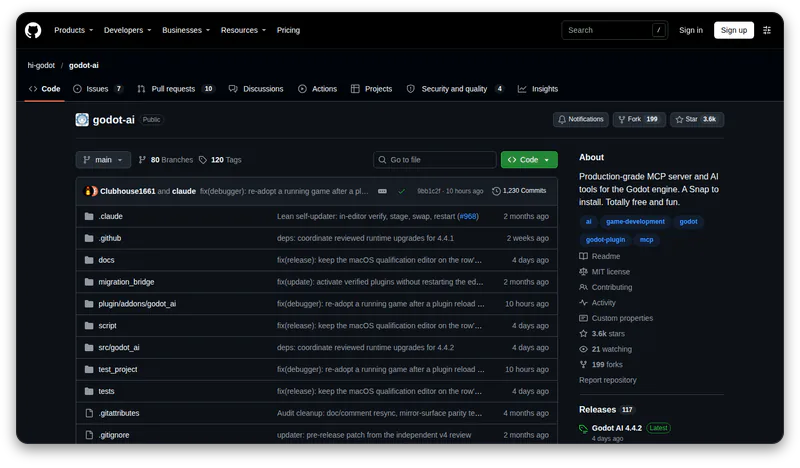 Products Developers Businesses Resources Pricing Search / Sign in Sign up
hi-godot / godot-ai
Code Issues 7 Pull requests 10 Discussions Actions Projects Security and quality 4 Insights
godot-ai Public Notifications Fork 199 Star 3.6k
main 80 Branches 120 Tags Go to file Code
Clubhouse1661 and claude fix(debugger): re-adopt a running game after a pl... 9bb1c2f · 10 hours ago 1,230 Commits
.claude Lean self-updater: in-editor verify, stage, swap, restart (#968) 2 months ago
.github deps: coordinate reviewed runtime upgrades for 4.4.1 2 weeks ago
docs fix(release): keep the macOS qualification editor on the row'... 4 days ago
migration_bridge fix(update): activate verified plugins without restarting the ed... 2 months ago
plugin/addons/godot_ai fix(debugger): re-adopt a running game after a plugin reload ... 10 hours ago
script fix(release): keep the macOS qualification editor on the row'... 4 days ago
src/godot_ai deps: coordinate reviewed runtime upgrades for 4.4.2 4 days ago
test_project fix(debugger): re-adopt a running game after a plugin reload ... 10 hours ago
tests fix(release): keep the macOS qualification editor on the row'... 4 days ago
.gitattributes Audit cleanup: doc/comment resync, mirror-surface parity te... 4 months ago
.gitignore updater: pre-release patch from the independent v4 review 2 months ago
About
Production-grade MCP server and AI
tools for the Godot engine. A Snap to
install. Totally free and fun.
ai game-development godot
godot-plugin mcp
Readme
MIT license
Contributing
Activity
Custom properties
3.6k stars
21 watching
199 forks
Report repository
Releases 117
Godot AI 4.4.2 Latest
4 days ago